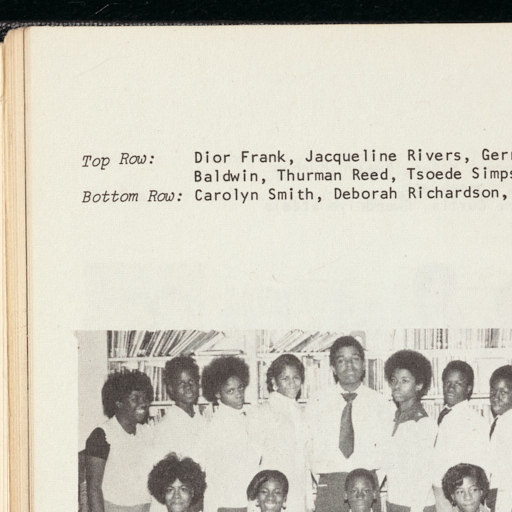 Top Row: Dior Frank, Jacqueline Rivers,
Baldwin, Thurman Reed, Tsoede
Bottom Row: Carolyn Smith, Deborah Richardson,